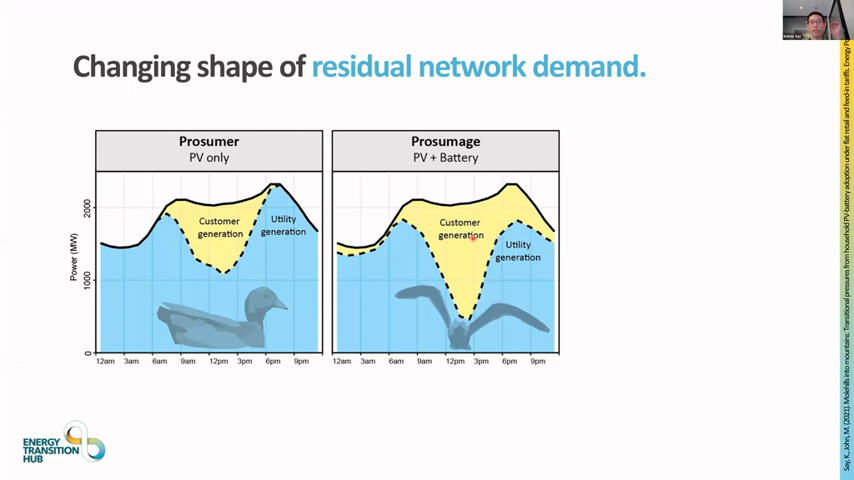 Changing shape of residual network demand.
Prosumer
PV only
Prosumage
PV + Battery
Customer
generation
Utility
generation
Customer
generation
Utility
generation
Power (MW)
2000
1000
0
12am 3am 6am 9am 12pm 3pm 6pm 9pm
12am 3am 6am 9am 12pm 3pm 6pm 9pm
ENERGY
TRANSITION
HUB
Say, K., John, M. (2021). Molehills into mountains: Transitional pressures from household PV-battery adoption under flat retail and feed-in tariffs. Energy Po